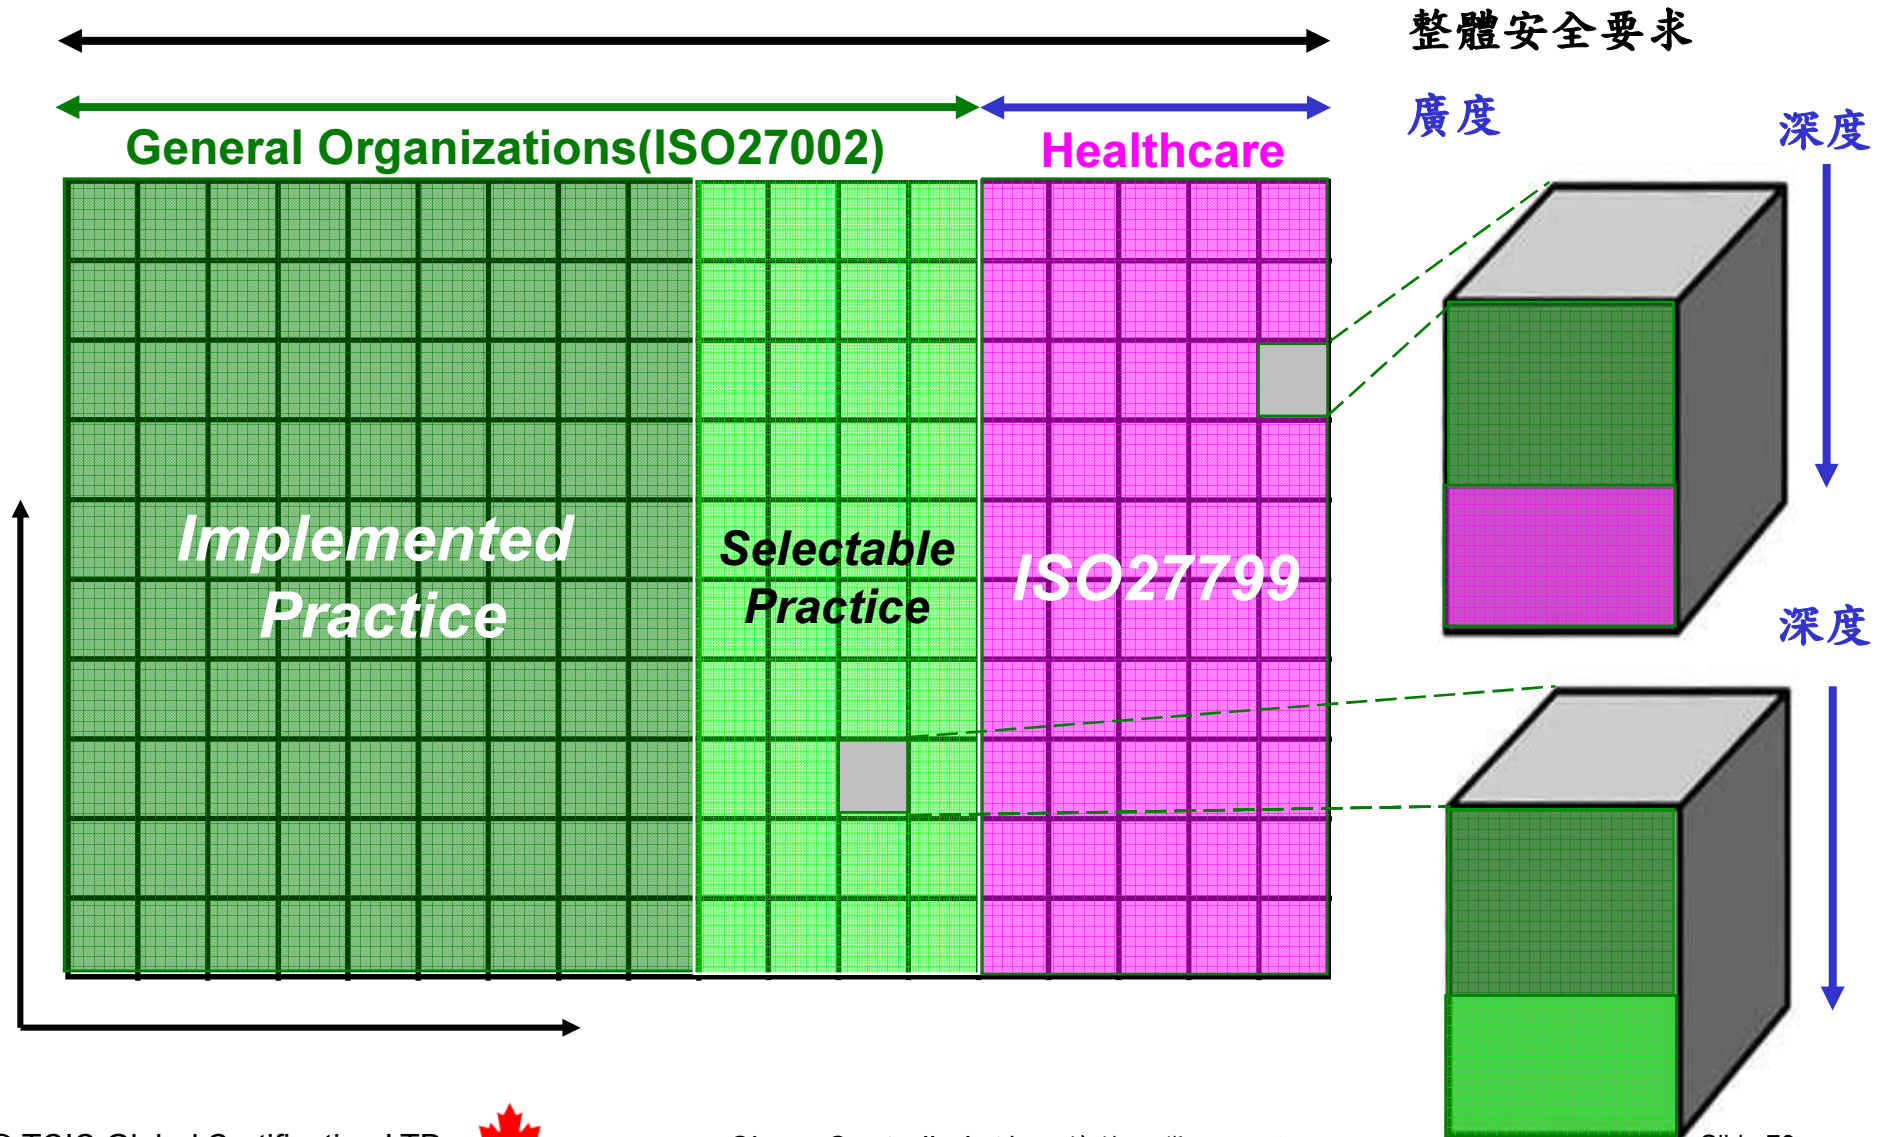 整體安全要求
廣度
深度
General Organizations(ISO27002)
Healthcare
Implemented
Practice
Selectable
Practice
ISO27799
深度